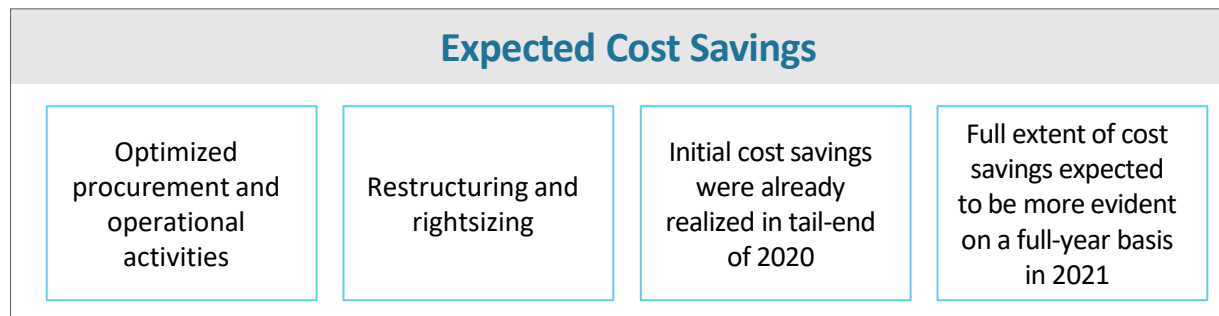 Expected Cost Savings
Optimized
procurement and
operational
activities
Restructuring and
rightsizing
Initial cost savings
were already
realized in tail-end
of 2020
Full extent of cost
savings expected
to be more evident
on a full-year basis
in 2021